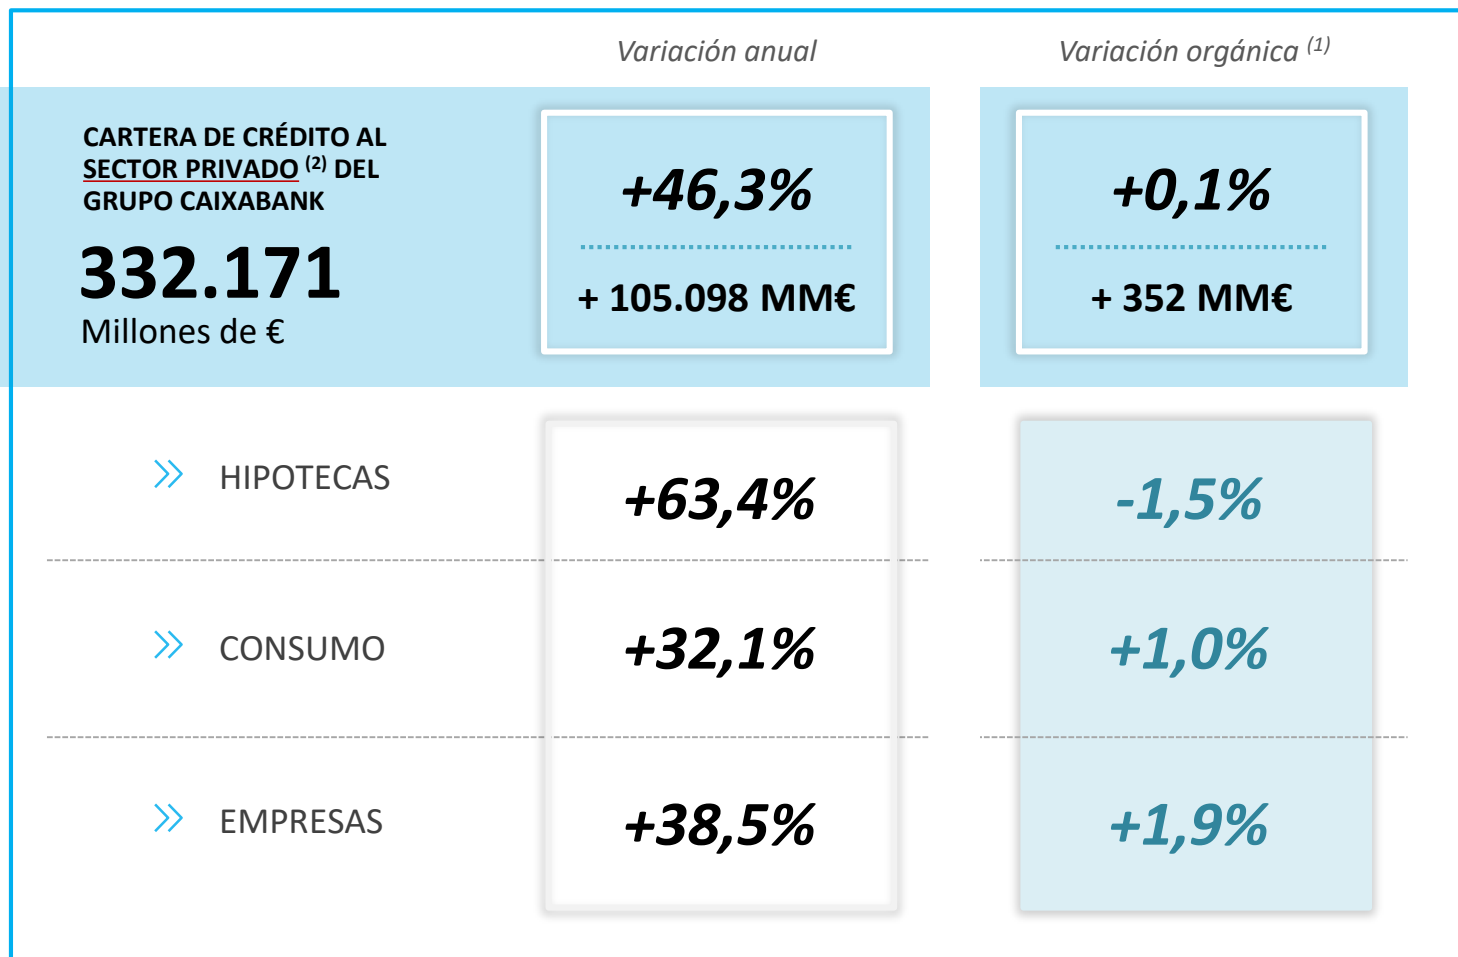 Variación anual
Variación orgánica (1)
CARTERA DE CRÉDITO AL
SECTOR PRIVADO (2) DEL
GRUPO CAIXABANK
332.171
Millones de €
+46,3%
+ 105.098 MM€
+0,1%
+ 352 MM€
HIPOTECAS
+63,4%
-1,5%
CONSUMO
+32,1%
+1,0%
EMPRESAS
+38,5%
+1,9%